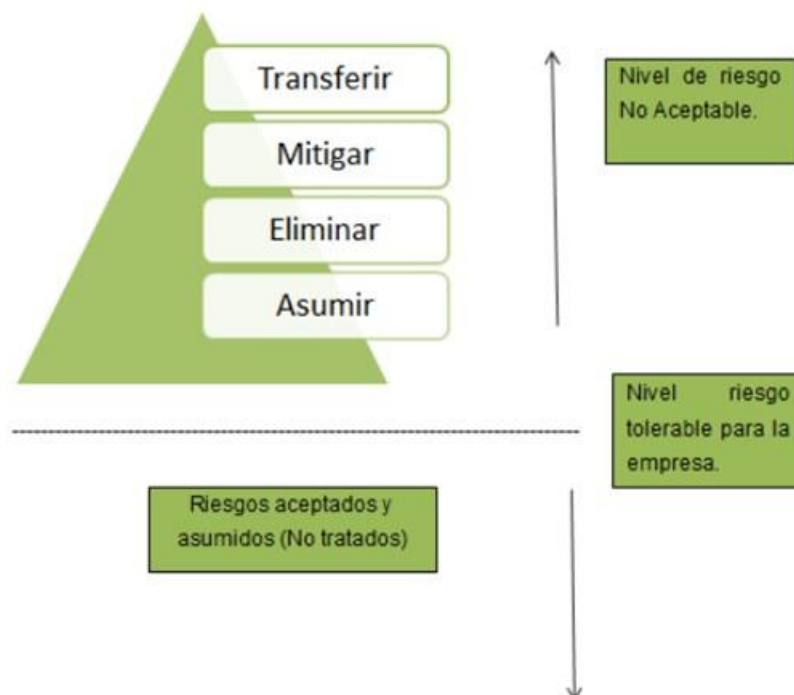 Transferir
Mitigar
Eliminar
Asumir
Nivel de riesgo
No Aceptable.
Nivel riesgo
tolerable para la
empresa.
Riesgos aceptados y
asumidos (No tratados)